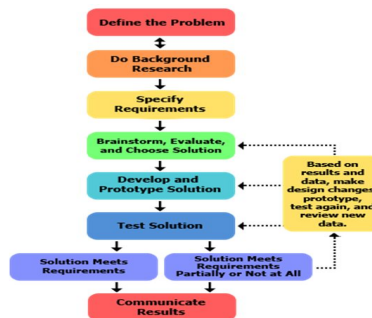 Define the Problem
Do Background
Research
Specify
Requirements
Brainstorm, Evaluate,
and Choose Solution
Develop and
Prototype Solution
Test Solution
Based on
results and
data, make
design changes,
prototype,
test again, and
review new
data.
Solution Meets
Requirements
Solution Meets
Requirements
Partially or Not at All
Communicate
Results